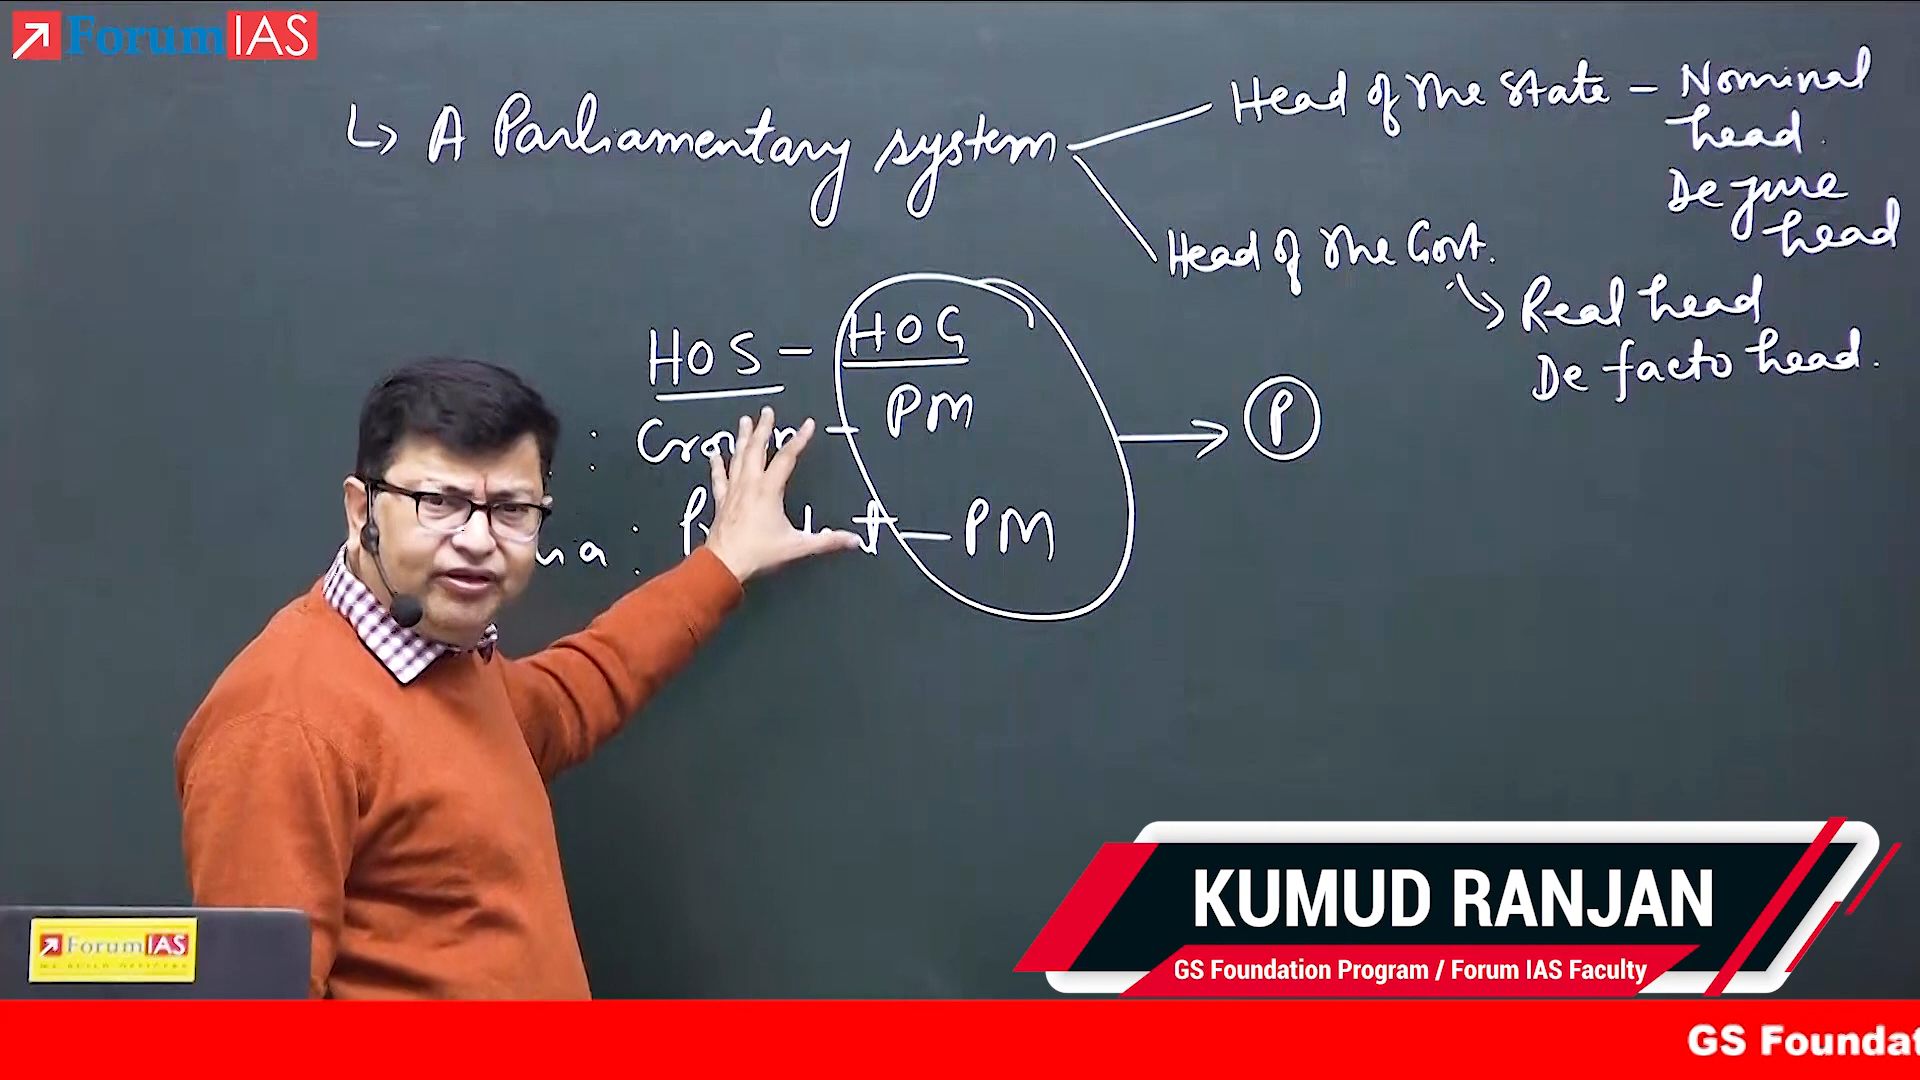 ForumIAS
↳ A Parliamentary system
Head of the State - Nominal
head.
De jure
head
Head of the Govt.
↳ Real head
De facto head.
HOS - HOG
: Crown - PM
: - PM
→ P
ForumIAS
KUMUD RANJAN
GS Foundation Program / Forum IAS Faculty
GS Foundat